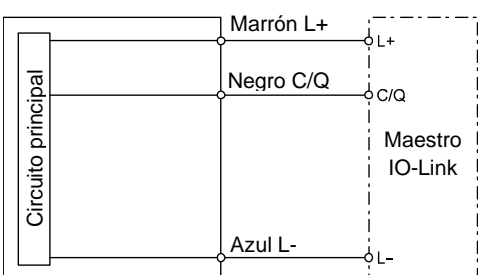 Marrón L+
L+
Negro C/Q
C/Q
Circuito principal
Maestro
IO-Link
Azul L-
L−